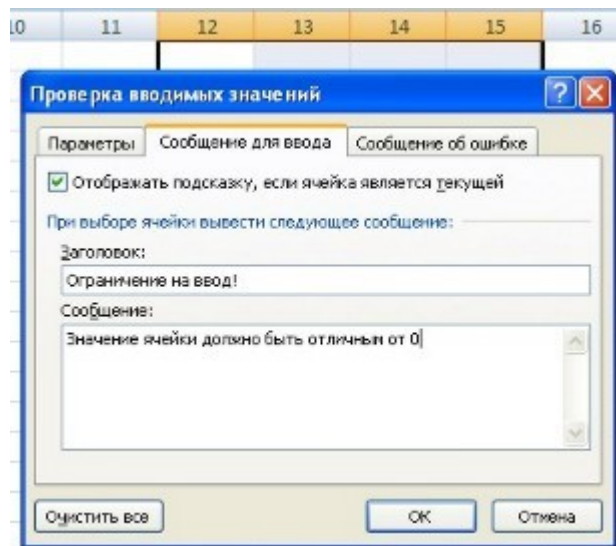 10 11 12 13 14 15 16
Проверка вводимых значений
Параметры Сообщение для ввода Сообщение об ошибке
Отображать подсказку, если ячейка является текущей
При выборе ячейки вывести следующее сообщение:
Заголовок:
Ограничение на ввод!
Сообщение:
Значение ячейки должно быть отличным от 0
Очистить все ОК Отмена